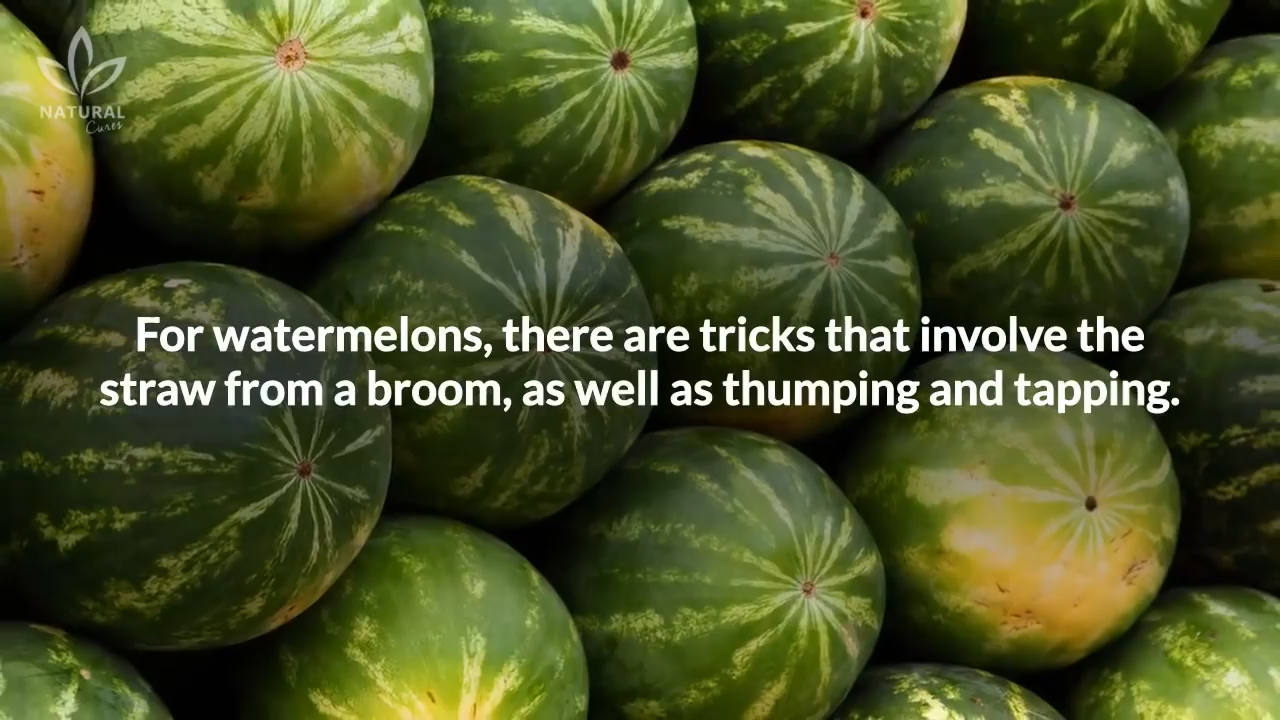 NATURAL
Cures
For watermelons, there are tricks that involve the
straw from a broom, as well as thumping and tapping.